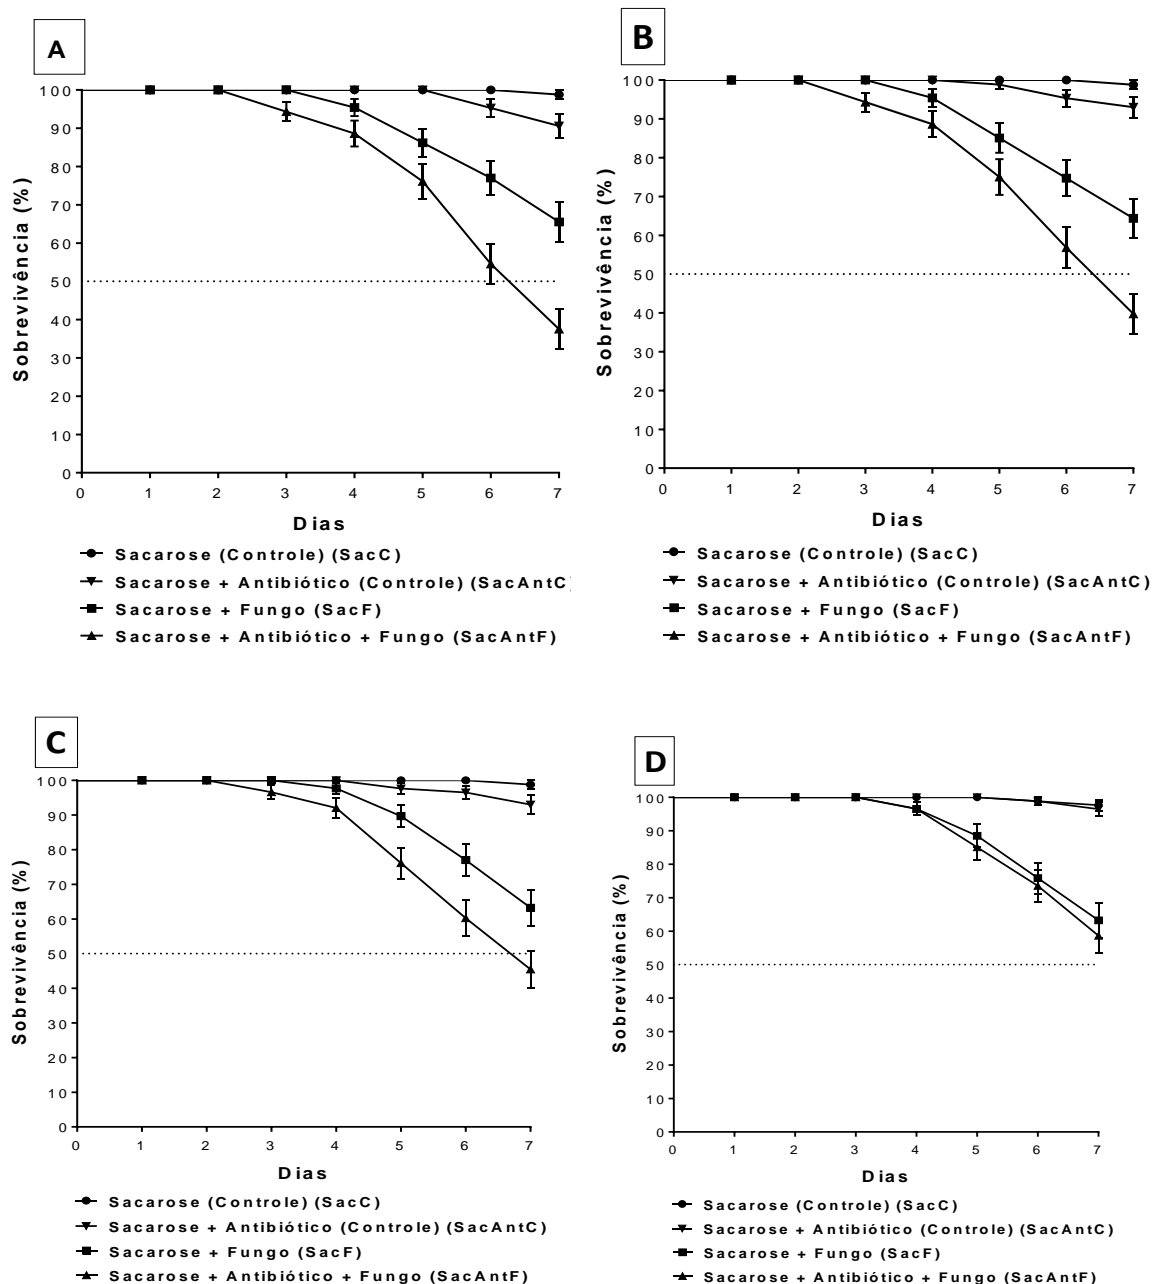 A
Sobrevivência (%)
100
90
80
70
60
50
40
30
20
10
0
0 1 2 3 4 5 6 7
Dias
Sacarose (Controle) (SacC)
Sacarose + Antibiótico (Controle) (SacAntC)
Sacarose + Fungo (SacF)
Sacarose + Antibiótico + Fungo (SacAntF)
B
Sobrevivência (%)
100
90
80
70
60
50
40
30
20
10
0
0 1 2 3 4 5 6 7
Dias
Sacarose (Controle) (SacC)
Sacarose + Antibiótico (Controle) (SacAntC)
Sacarose + Fungo (SacF)
Sacarose + Antibiótico + Fungo (SacAntF)
C
Sobrevivência (%)
100
90
80
70
60
50
40
30
20
10
0
0 1 2 3 4 5 6 7
Dias
Sacarose (Controle) (SacC)
Sacarose + Antibiótico (Controle) (SacAntC)
Sacarose + Fungo (SacF)
Sacarose + Antibiótico + Fungo (SacAntF)
D
Sobrevivência (%)
100
90
80
70
60
50
40
30
20
10
0
0 1 2 3 4 5 6 7
Dias
Sacarose (Controle) (SacC)
Sacarose + Antibiótico (Controle) (SacAntC)
Sacarose + Fungo (SacF)
Sacarose + Antibiótico + Fungo (SacAntF)